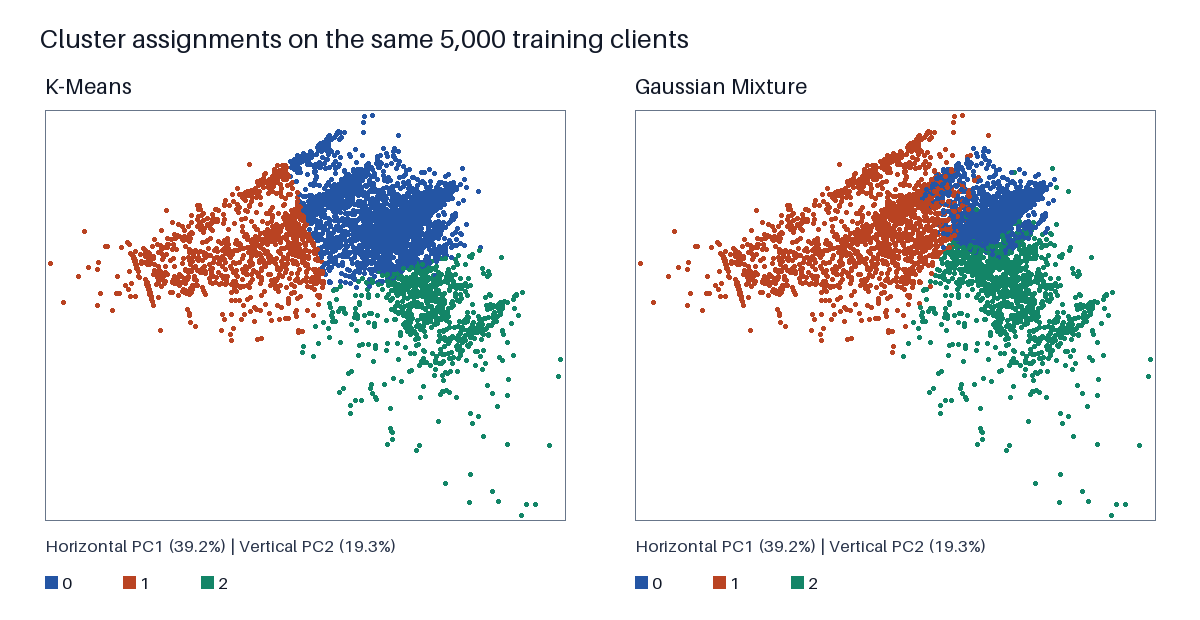 Cluster assignments on the same 5,000 training clients
K-Means
Gaussian Mixture
Horizontal PC1 (39.2%) | Vertical PC2 (19.3%)
Horizontal PC1 (39.2%) | Vertical PC2 (19.3%)
0 1 2
0 1 2